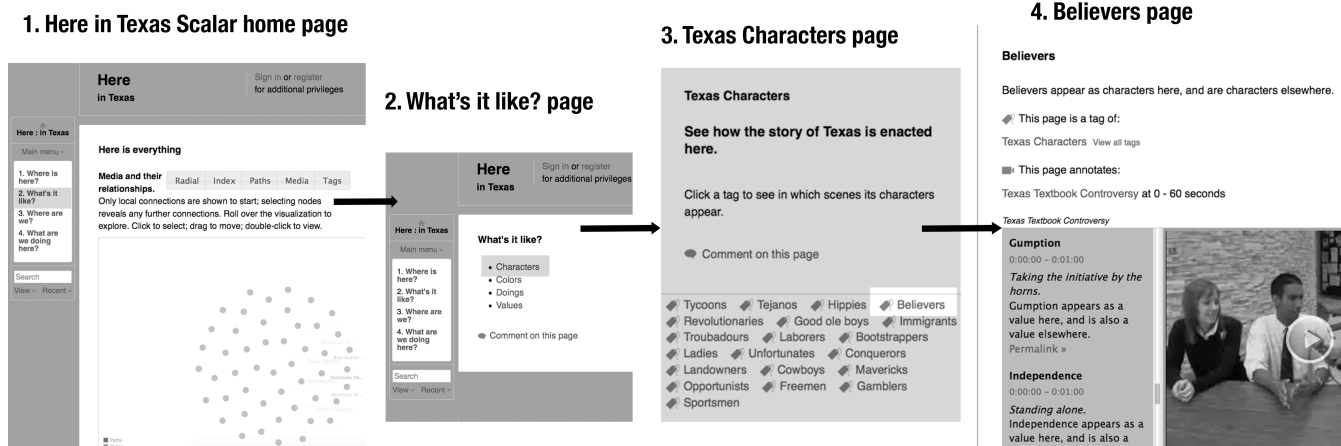 1. Here in Texas Scalar home page
Here
in Texas
Sign in or register
for additional privileges
Here : in Texas
Main menu
1. Where is
here?
2. What's it
like?
3. Where are
we?
4. What are
we doing
here?
Search
View
Recent
Here is everything
Media and their
relationships.
Radial
Index
Paths
Media
Tags
Only local connections are shown to start; selecting nodes
reveals any further connections. Roll over the visualization to
explore. Click to select; drag to move; double-click to view.
Paths
2. What's it like? page
Here
in Texas
Sign in or register
for additional privileges
Here : in Texas
Main menu
1. Where is
here?
2. What's it
like?
3. Where are
we?
4. What are
we doing
here?
Search
View
Recent
What's it like?
• Characters
• Colors
• Doings
• Values
Comment on this page
3. Texas Characters page
Texas Characters
See how the story of Texas is enacted
here.
Click a tag to see in which scenes its characters
appear.
Comment on this page
Tycoons Tejanos Hippies Believers
Revolutionaries Good ole boys Immigrants
Troubadours Laborers Bootstrappers
Ladies Unfortunates Conquerors
Landowners Cowboys Mavericks
Opportunists Freemen Gamblers
Sportsmen
4. Believers page
Believers
Believers appear as characters here, and are characters elsewhere.
This page is a tag of:
Texas Characters View all tags
This page annotates:
Texas Textbook Controversy at 0 - 60 seconds
Texas Textbook Controversy
Gumption
0:00:00 – 0:01:00
Taking the initiative by the
horns.
Gumption appears as a
value here, and is also a
value elsewhere.
Permalink »
Independence
0:00:00 – 0:01:00
Standing alone.
Independence appears as a
value here, and is also a